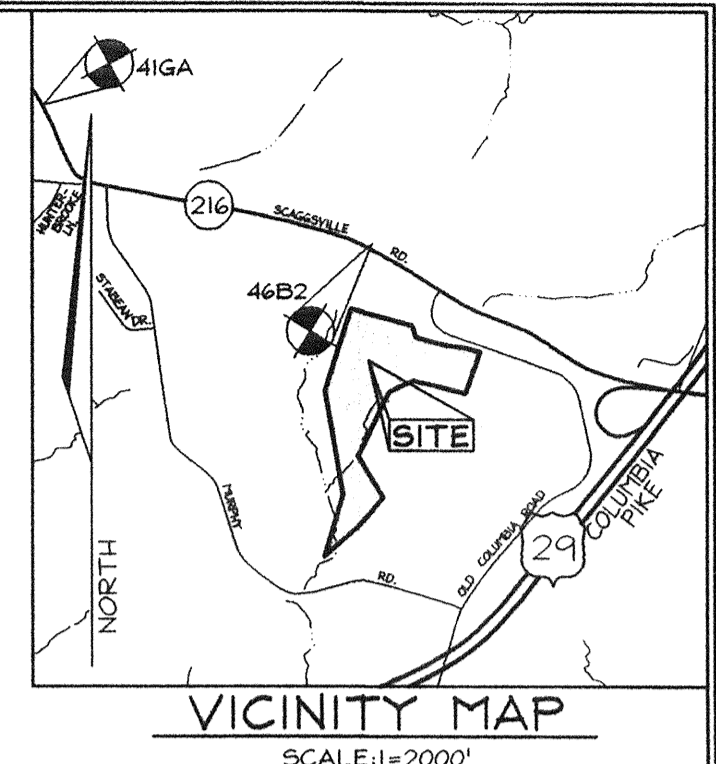 41GA
HUNTER-
BROOKE
LN.
216
SCAGGSVILLE
RD.
STABEAN DR.
46B2
SITE
MURPHY
RD.
OLD COLUMBIA ROAD
29
COLUMBIA
PIKE
NORTH
VICINITY MAP
SCALE:1=2000'